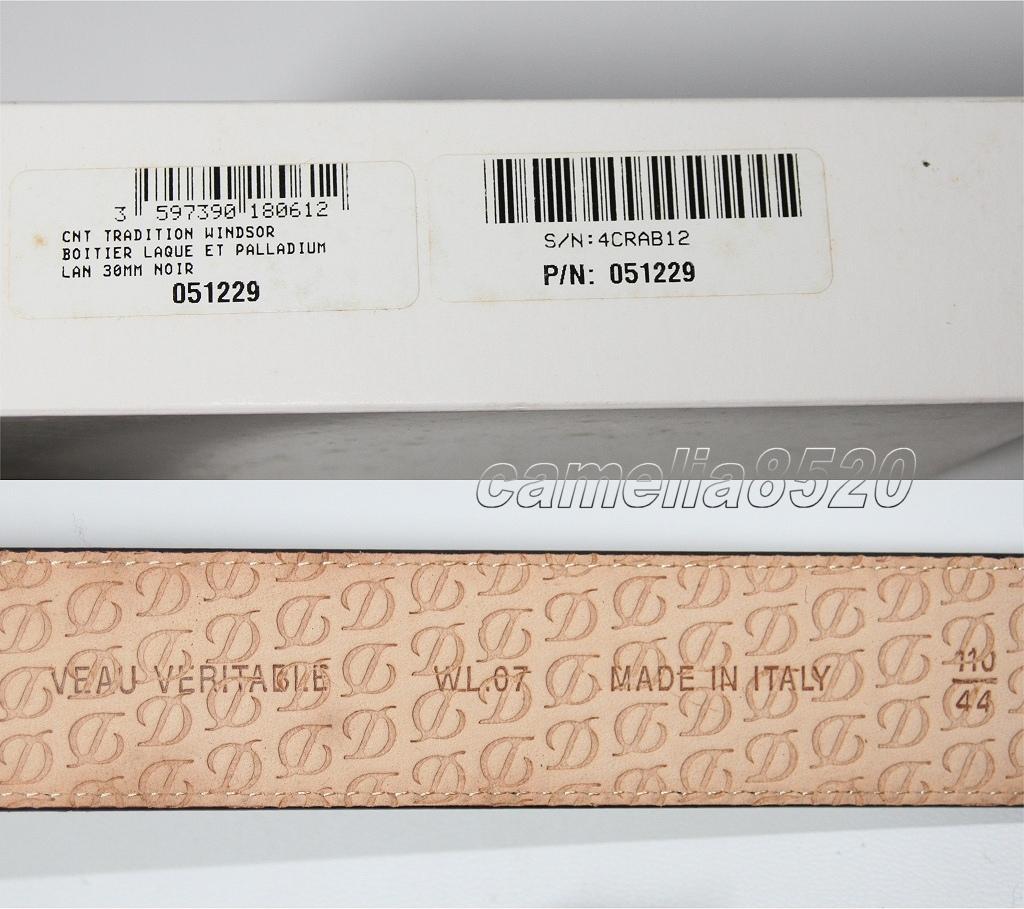 3 597390 180612
CNT TRADITION WINDSOR
BOITIER LAQUE ET PALLADIUM
LAN 30MM NOIR
051229
S/N:4CRAB12
P/N: 051229
camelia8520
VEAU VERITABLE WL.07 MADE IN ITALY 110
44